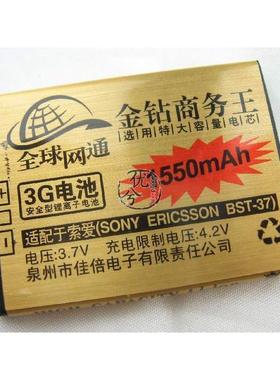 金钻商务王
选用特大容量电芯
全球网通
550mAh
3G电池
安全型锂离子电池
优兮
适配于索爱(SONY ERICSSON BST-37)
电压:3.7V 充电限制电压:4.2V
泉州市佳倍电子有限公司